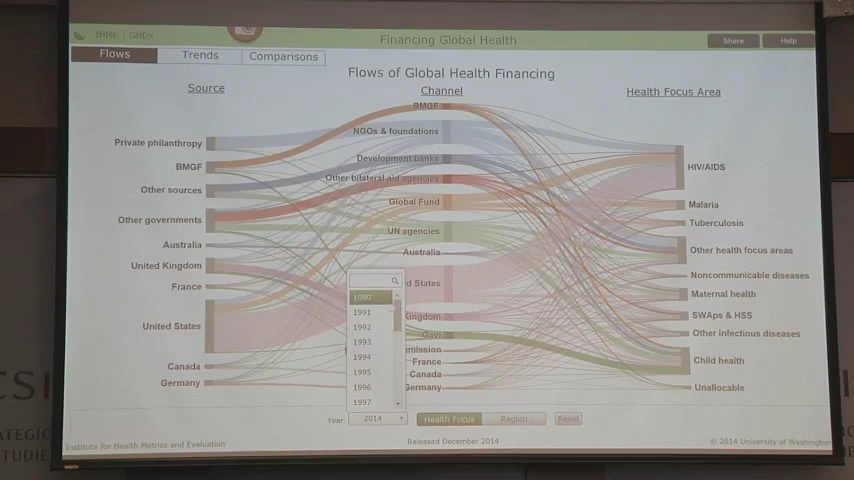 IHME | GHDx
Financing Global Health
Share
Help
Flows
Trends
Comparisons
Flows of Global Health Financing
Source
Channel
Health Focus Area
Private philanthropy
BMGF
Other sources
Other governments
Australia
United Kingdom
France
United States
Canada
Germany
BMGF
NGOs & foundations
Development banks
Other bilateral aid agencies
Global Fund
UN agencies
Australia
d States
Kingdom
Gavi
mmission
France
Canada
Germany
HIV/AIDS
Malaria
Tuberculosis
Other health focus areas
Noncommunicable diseases
Maternal health
SWAps & HSS
Other infectious diseases
Child health
Unallocable
1990
1991
1992
1993
1994
1995
1996
1997
Year:
2014
Health Focus
Region
Reset
Institute for Health Metrics and Evaluation
Released December 2014
© 2014 University of Washington
CSI
ATEGIC
TUDIE